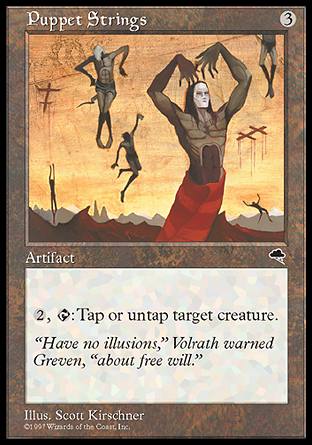 Puppet Strings 3
Artifact
2, : Tap or untap target creature.
“Have no illusions,” Volrath warned
Greven, “about free will.”
Illus. Scott Kirschner
©1997 Wizards of the Coast, Inc.